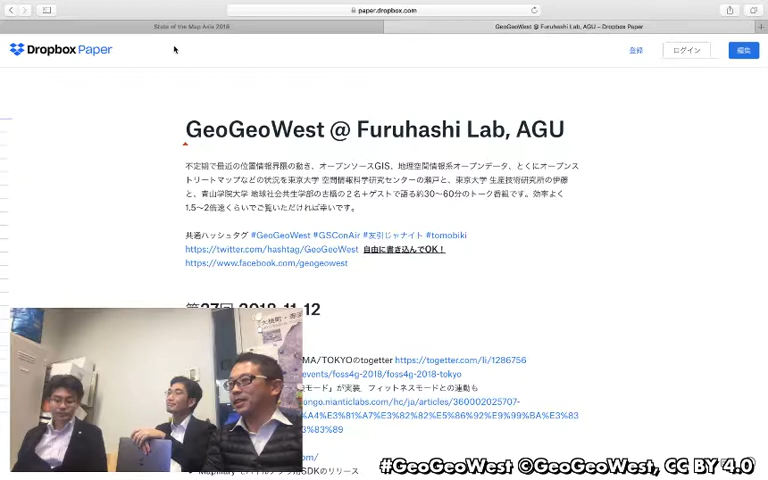 paper.dropbox.com
State of the Map Asia 2018
GeoGeoWest @ Furuhashi Lab, AGU – Dropbox Paper
Dropbox Paper
登録
ログイン
編集
GeoGeoWest @ Furuhashi Lab, AGU
不定期で最近の位置情報界隈の動き、オープンソースGIS、地理空間情報系オープンデータ、とくにオープンス
トリートマップなどの状況を東京大学 空間情報科学研究センターの瀬戸と、東京大学 生産技術研究所の伊藤
と、青山学院大学 地球社会共生学部の古橋の２名＋ゲストで語る約30〜60分のトーク番組です。効率よく
1.5〜2倍速くらいでご覧いただければ幸いです。
共通ハッシュタグ #GeoGeoWest #GSConAir #友引じゃナイト #tomobiki
https://twitter.com/hashtag/GeoGeoWest 自由に書き込んでOK！
https://www.facebook.com/geogeowest
第37回 2018-11-12
MA/TOKYOのtogetter https://togetter.com/li/1286756
events/foss4g-2018/foss4g-2018-tokyo
モード」が実装、フィットネスモードとの連動も
ongo.nianticlabs.com/hc/ja/articles/360002025707-
%A4%E3%81%A7%E3%82%82%E5%86%92%E9%99%BA%E3%83
%3%83%89
om/
SDKのリリース
#GeoGeoWest ©GeoGeoWest, CC BY 4.0